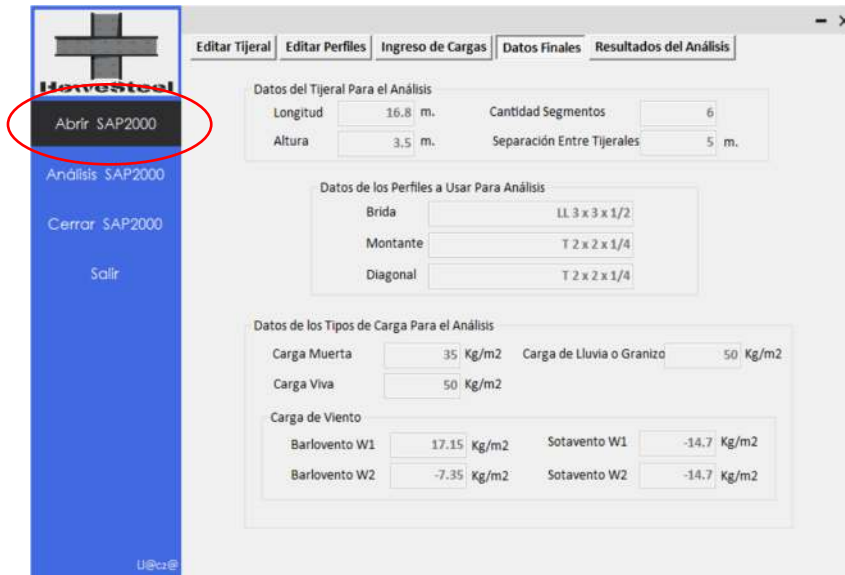 Editar Tijeral Editar Perfiles Ingreso de Cargas Datos Finales Resultados del Análisis
HoweSteel
Abrir SAP2000
Análisis SAP2000
Cerrar SAP2000
Salir
Datos del Tijeral Para el Análisis
Longitud 16.8 m. Cantidad Segmentos 6
Altura 3.5 m. Separación Entre Tijerales 5 m.
Datos de los Perfiles a Usar Para Análisis
Brida LL 3 x 3 x 1/2
Montante T 2 x 2 x 1/4
Diagonal T 2 x 2 x 1/4
Datos de los Tipos de Carga Para el Análisis
Carga Muerta 35 Kg/m2 Carga de Lluvia o Granizo 50 Kg/m2
Carga Viva 50 Kg/m2
Carga de Viento
Barlovento W1 17.15 Kg/m2 Sotavento W1 -14.7 Kg/m2
Barlovento W2 -7.35 Kg/m2 Sotavento W2 -14.7 Kg/m2